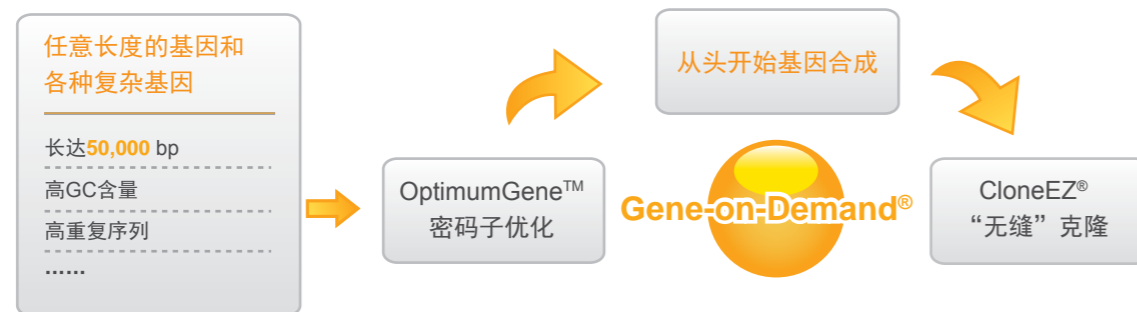 任意长度的基因和
各种复杂基因
长达50,000 bp
高GC含量
高重复序列
......
OptimumGene™
密码子优化
从头开始基因合成
Gene-on-Demand®
CloneEZ®
“无缝”克隆